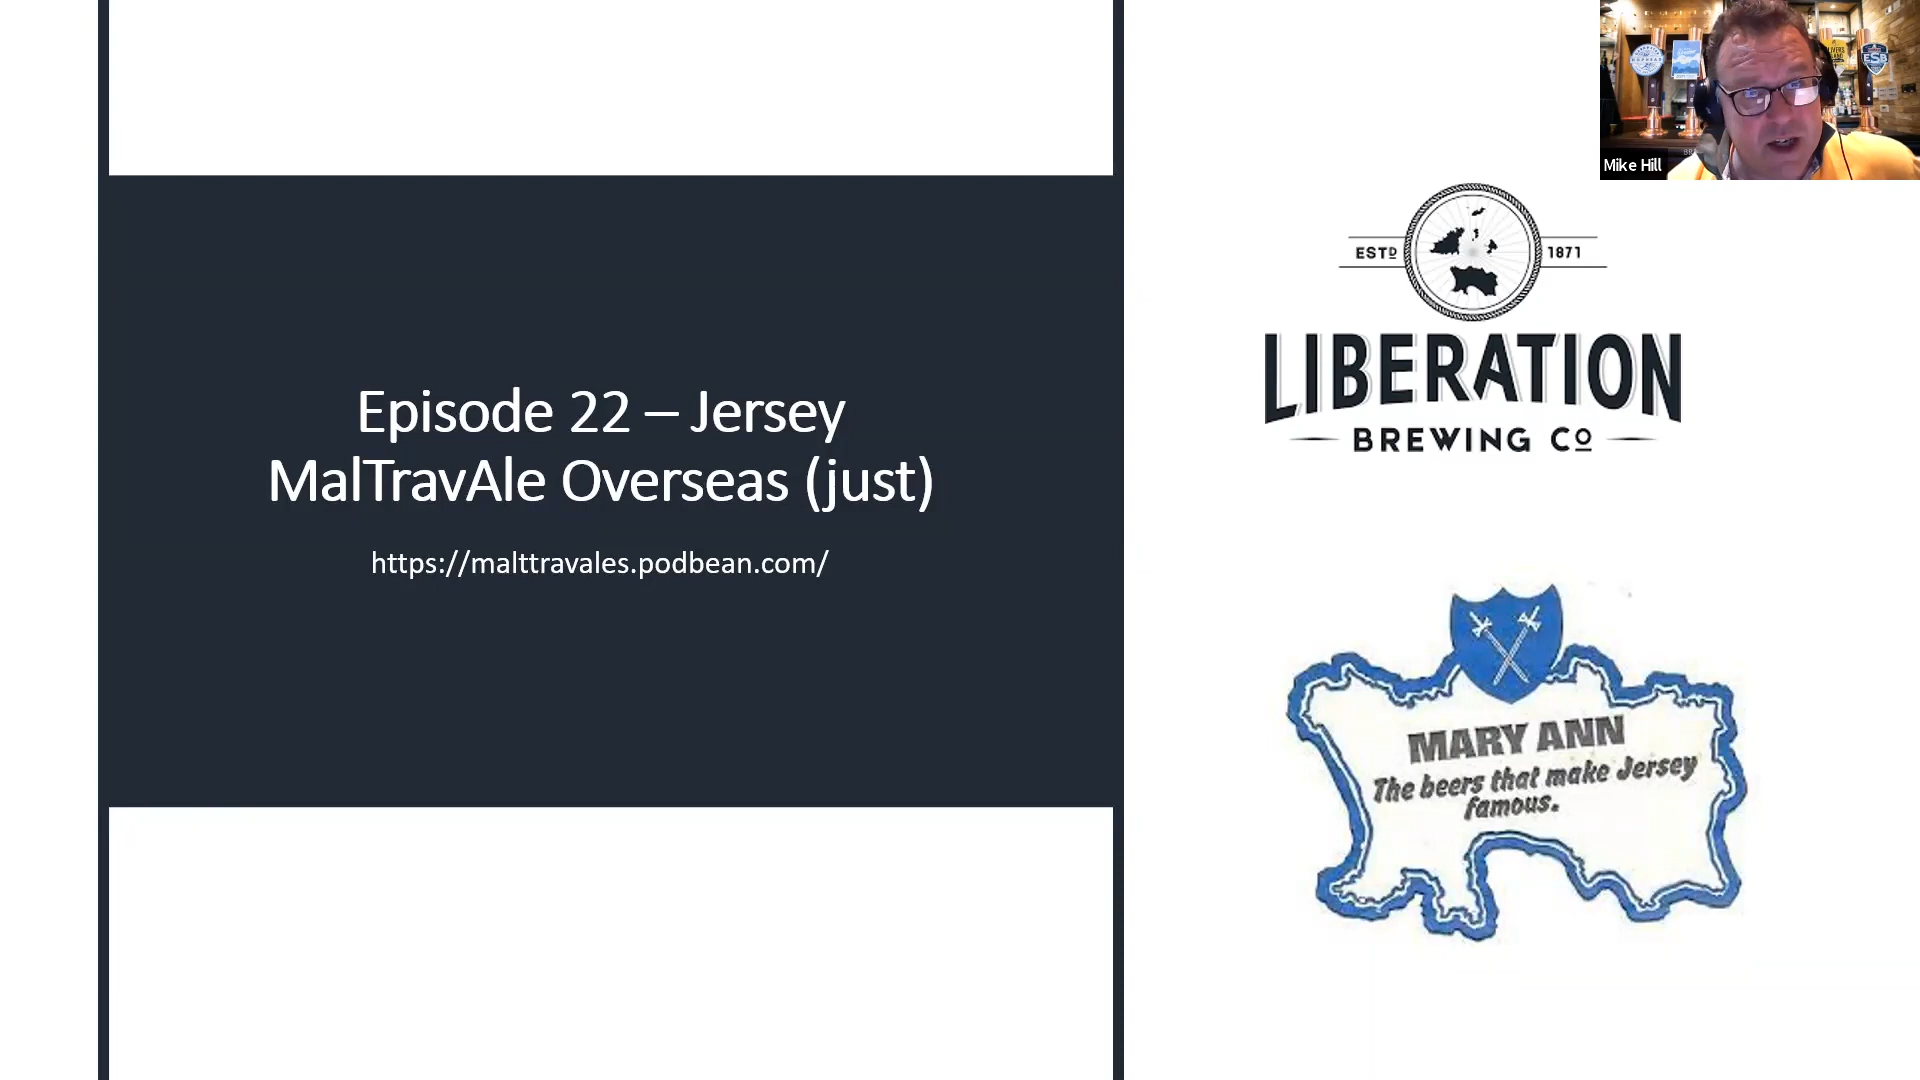 Episode 22 – Jersey
MalTravAle Overseas (just)
https://malttravales.podbean.com/
Mike Hill
ESB
ESTD 1871
LIBERATION
BREWING CO
MARY ANN
The beers that make Jersey
famous.